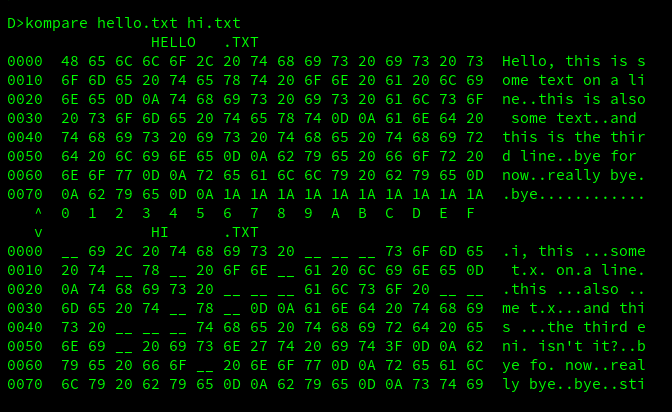 D>kompare hello.txt hi.txt
HELLO .TXT
0000 48 65 6C 6C 6F 2C 20 74 68 69 73 20 69 73 20 73 Hello, this is s
0010 6F 6D 65 20 74 65 78 74 20 6F 6E 20 61 20 6C 69 ome text on a li
0020 6E 65 0D 0A 74 68 69 73 20 69 73 20 61 6C 73 6F ne..this is also
0030 20 73 6F 6D 65 20 74 65 78 74 0D 0A 61 6E 64 20 some text..and
0040 74 68 69 73 20 69 73 20 74 68 65 20 74 68 69 72 this is the thir
0050 64 20 6C 69 6E 65 0D 0A 62 79 65 20 66 6F 72 20 d line..bye for
0060 6E 6F 77 0D 0A 72 65 61 6C 6C 79 20 62 79 65 0D now..really bye.
0070 0A 62 79 65 0D 0A 1A 1A 1A 1A 1A 1A 1A 1A 1A 1A .bye............
^ 0 1 2 3 4 5 6 7 8 9 A B C D E F
v HI .TXT
0000 __ 69 2C 20 74 68 69 73 20 __ __ __ 73 6F 6D 65 .i, this ...some
0010 20 74 __ 78 __ 20 6F 6E __ 61 20 6C 69 6E 65 0D t.x. on.a line.
0020 0A 74 68 69 73 20 __ __ __ 61 6C 73 6F 20 __ __ .this ...also ..
0030 6D 65 20 74 __ 78 __ 0D 0A 61 6E 64 20 74 68 69 me t.x...and thi
0040 73 20 __ __ __ 74 68 65 20 74 68 69 72 64 20 65 s ...the third e
0050 6E 69 __ 20 69 73 6E 27 74 20 69 74 3F 0D 0A 62 ni. isn't it?..b
0060 79 65 20 66 6F __ 20 6E 6F 77 0D 0A 72 65 61 6C ye fo. now..real
0070 6C 79 20 62 79 65 0D 0A 62 79 65 0D 0A 73 74 69 ly bye..bye..sti